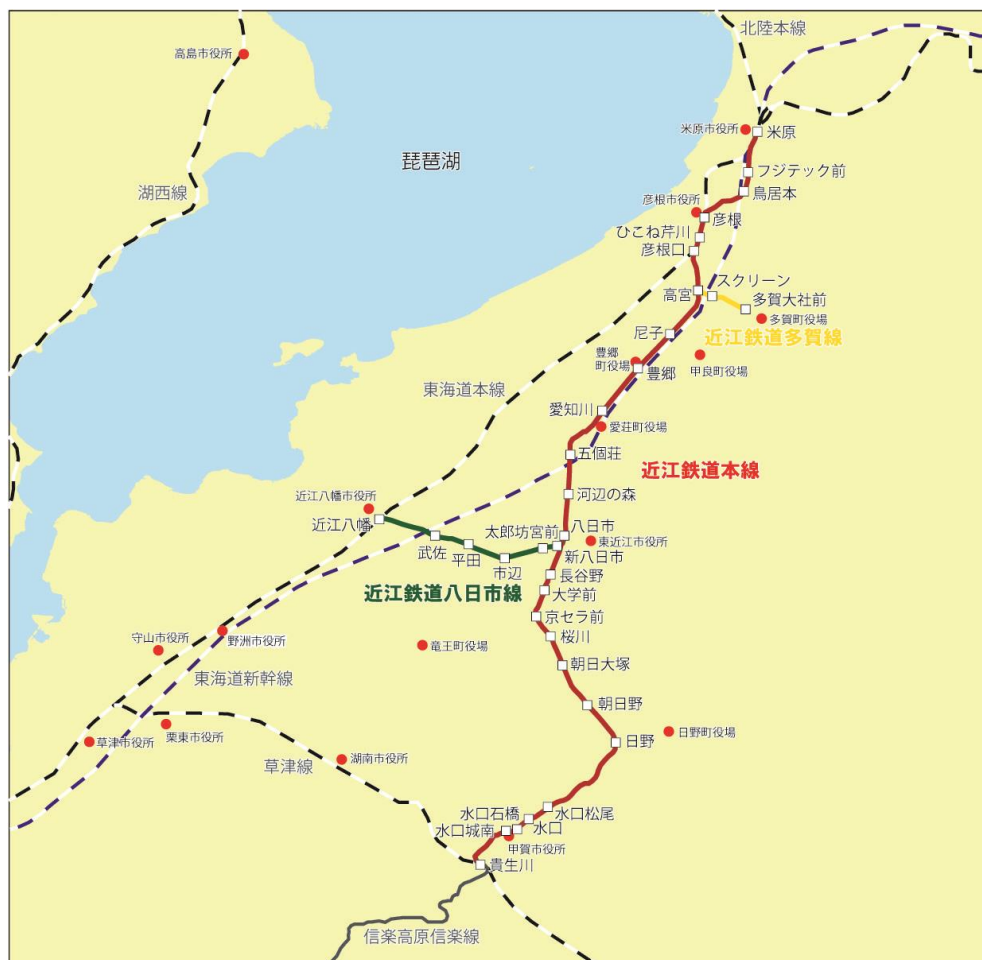 北陸本線
高島市役所
米原市役所
米原
琵琶湖
フジテック前
湖西線
鳥居本
彦根市役所
彦根
ひこね芹川
彦根口
スクリーン
高宮
多賀大社前
多賀町役場
尼子
近江鉄道多賀線
豊郷
町役場
豊郷
甲良町役場
東海道本線
愛知川
愛荘町役場
五個荘
近江鉄道本線
河辺の森
近江八幡市役所
近江八幡
太郎坊宮前
八日市
東近江市役所
武佐
平田
新八日市
市辺
長谷野
近江鉄道八日市線
大学前
京セラ前
守山市役所
野洲市役所
桜川
竜王町役場
朝日大塚
東海道新幹線
朝日野
栗東市役所
日野町役場
草津市役所
日野
草津線
湖南市役所
水口石橋
水口松尾
水口城南
水口
甲賀市役所
貴生川
信楽高原信楽線